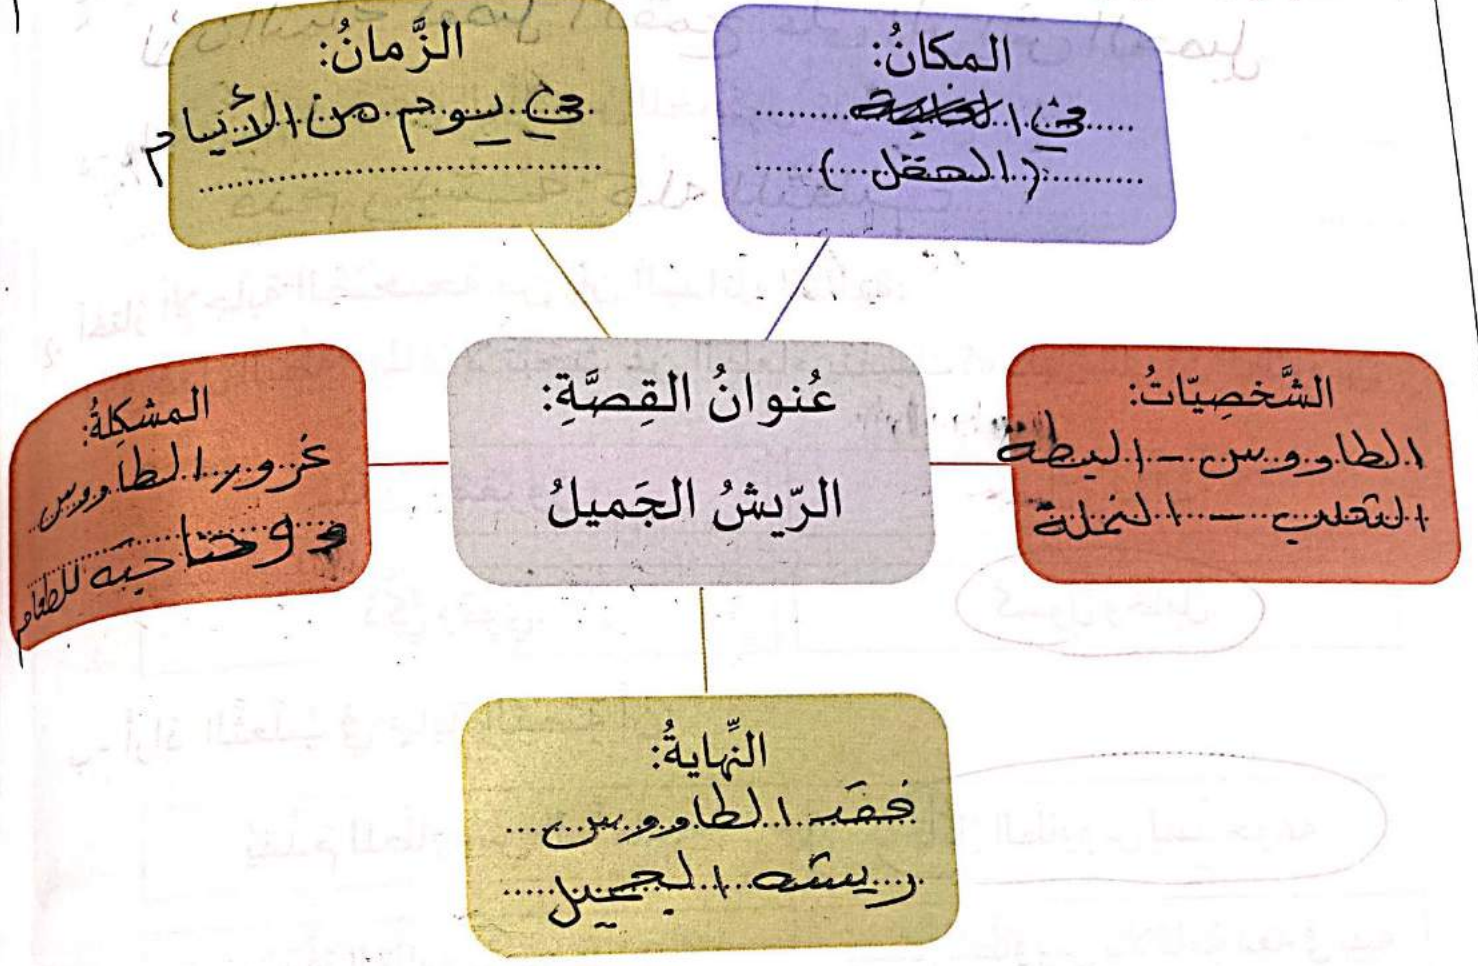 المكانُ:
في
(الحقل)
الزَّمانُ:
في يوم من الأيام
الشَّخصِيّاتُ:
الطاووس - البطة
الثعلب - النملة
عُنوانُ القِصَّةِ:
الرّيشُ الجَميلُ
المشكِلةُ:
غرور الطاووس
وحاجته للطعام
النِّهايةُ:
فقد الطاووس
ريشه الجميل